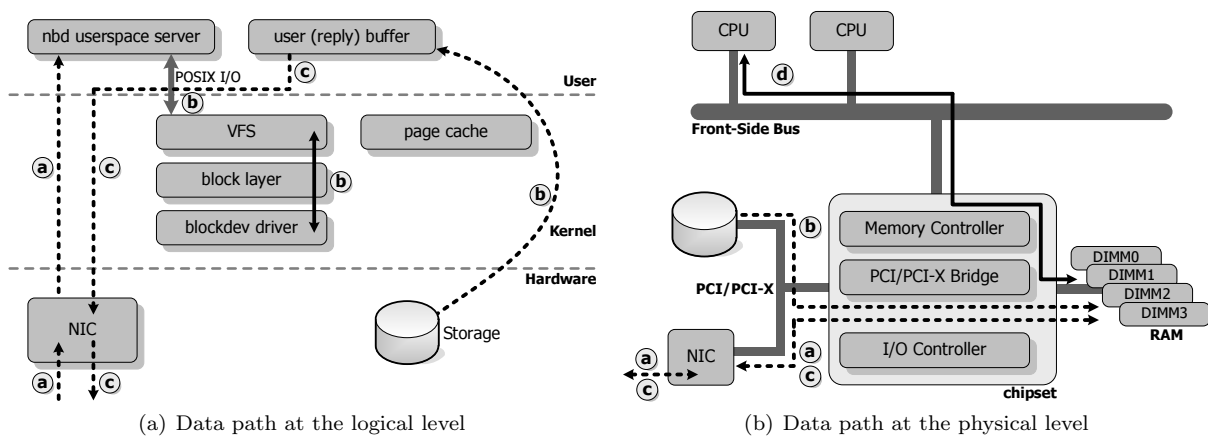 nbd userspace server
user (reply) buffer
POSIX I/O
c
User
b
VFS
page cache
a
c
block layer
b
b
blockdev driver
Kernel
Hardware
NIC
Storage
a
c
(a) Data path at the logical level
CPU
CPU
d
Front-Side Bus
b
Memory Controller
PCI/PCI-X
PCI/PCI-X Bridge
DIMM0
DIMM1
DIMM2
DIMM3
RAM
NIC
a
c
a
c
I/O Controller
chipset
(b) Data path at the physical level